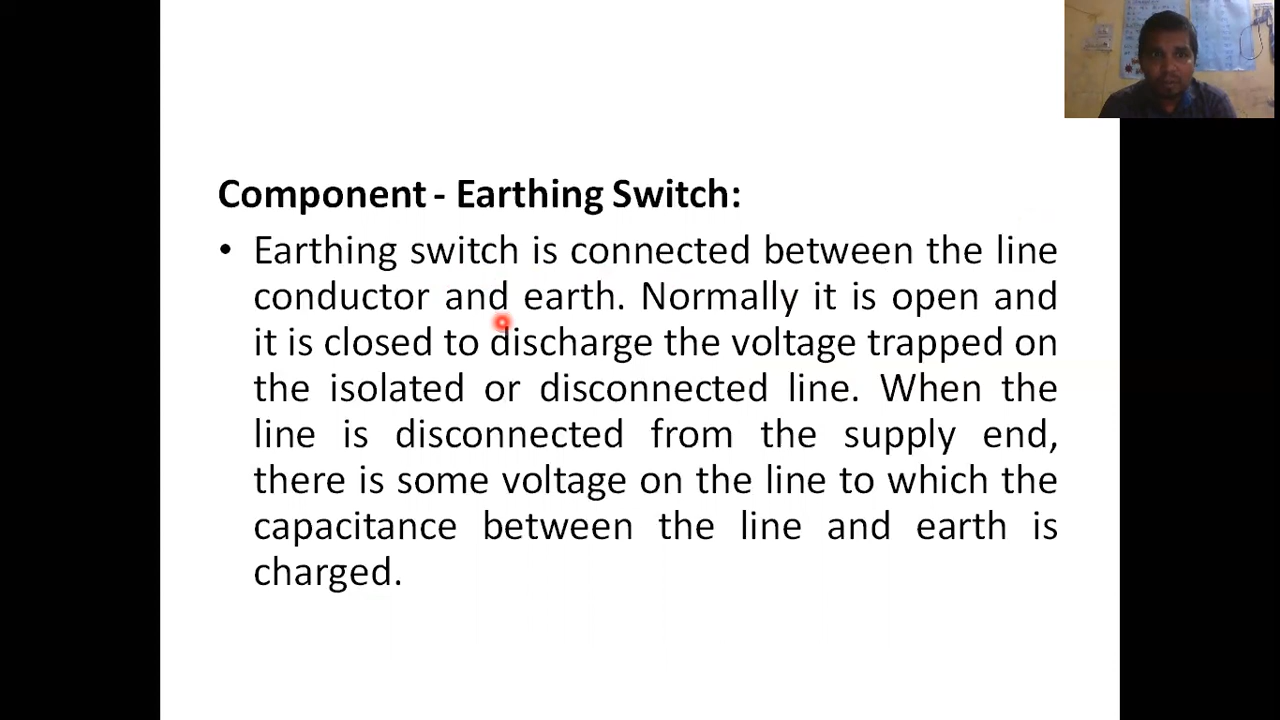 Component - Earthing Switch:
• Earthing switch is connected between the line
conductor and earth. Normally it is open and
it is closed to discharge the voltage trapped on
the isolated or disconnected line. When the
line is disconnected from the supply end,
there is some voltage on the line to which the
capacitance between the line and earth is
charged.